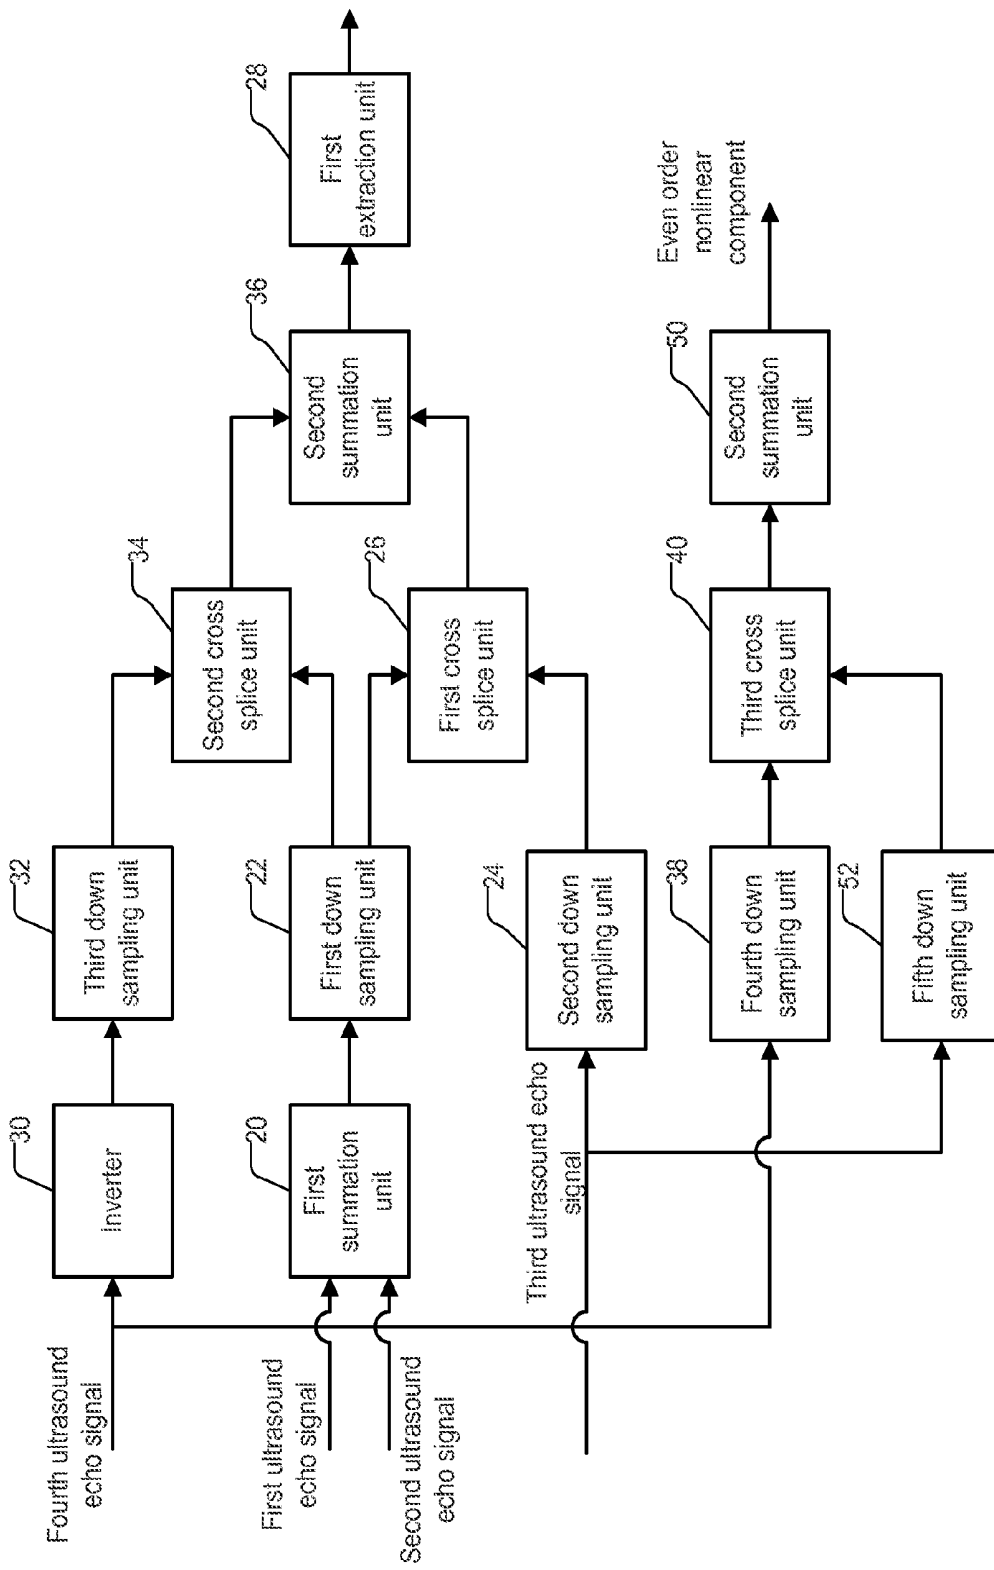 Fourth ultrasound
echo signal
30
Inverter
32
Third down
sampling unit
34
Second cross
splice unit
First ultrasound
echo signal
Second ultrasound
echo signal
20
First
summation
unit
22
First down
sampling unit
26
First cross
splice unit
36
Second
summation
unit
28
First
extraction unit
Third ultrasound echo
signal
24
Second down
sampling unit
38
Fourth down
sampling unit
52
Fifth down
sampling unit
40
Third cross
splice unit
50
Second
summation
unit
Even order
nonlinear
component